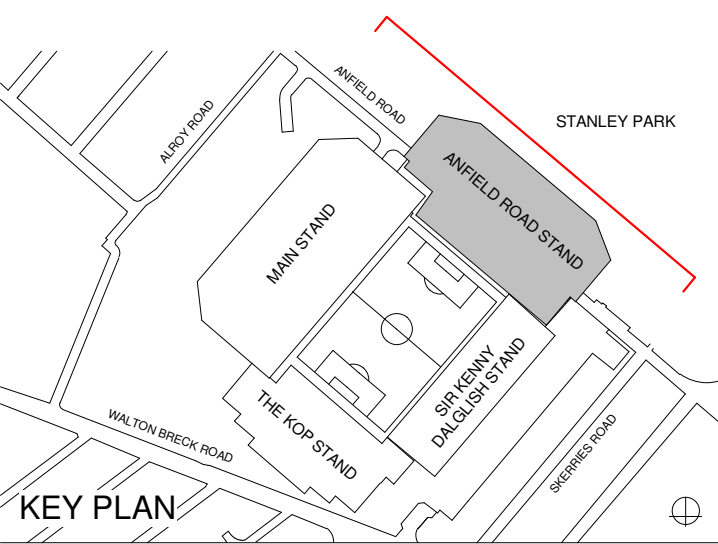 ANFIELD ROAD
STANLEY PARK
ALROY ROAD
ANFIELD ROAD STAND
MAIN STAND
SIR KENNY
DALGLISH STAND
THE KOP STAND
WALTON BRECK ROAD
SKERRIES ROAD
KEY PLAN